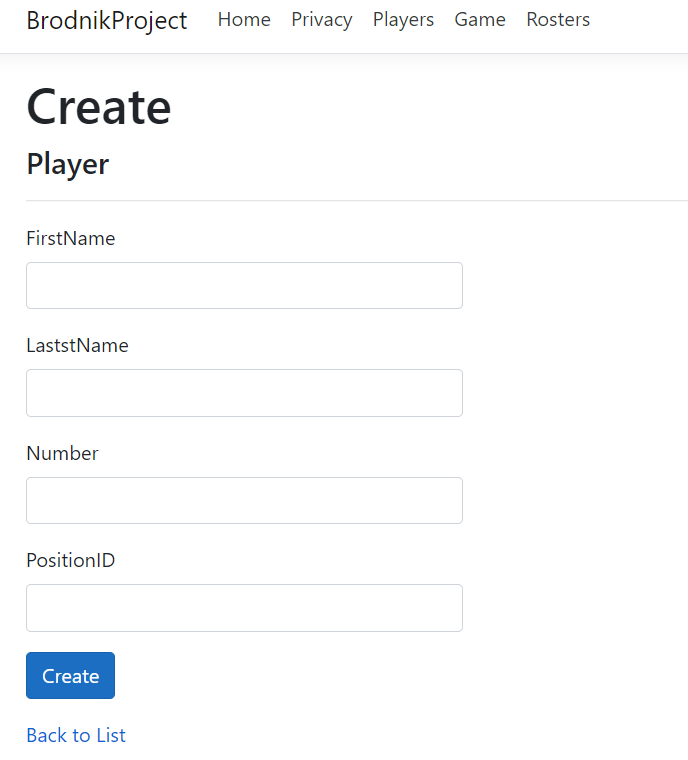 BrodnikProject Home Privacy Players Game Rosters
Create
Player
FirstName
LaststName
Number
PositionID
Create
Back to List